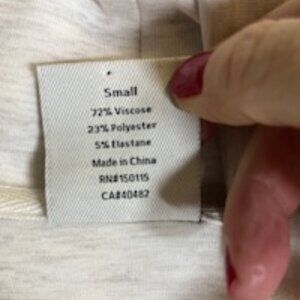 Small
72% Viscose
23% Polyester
5% Elastane
Made in China
RN#150115
CA#40482